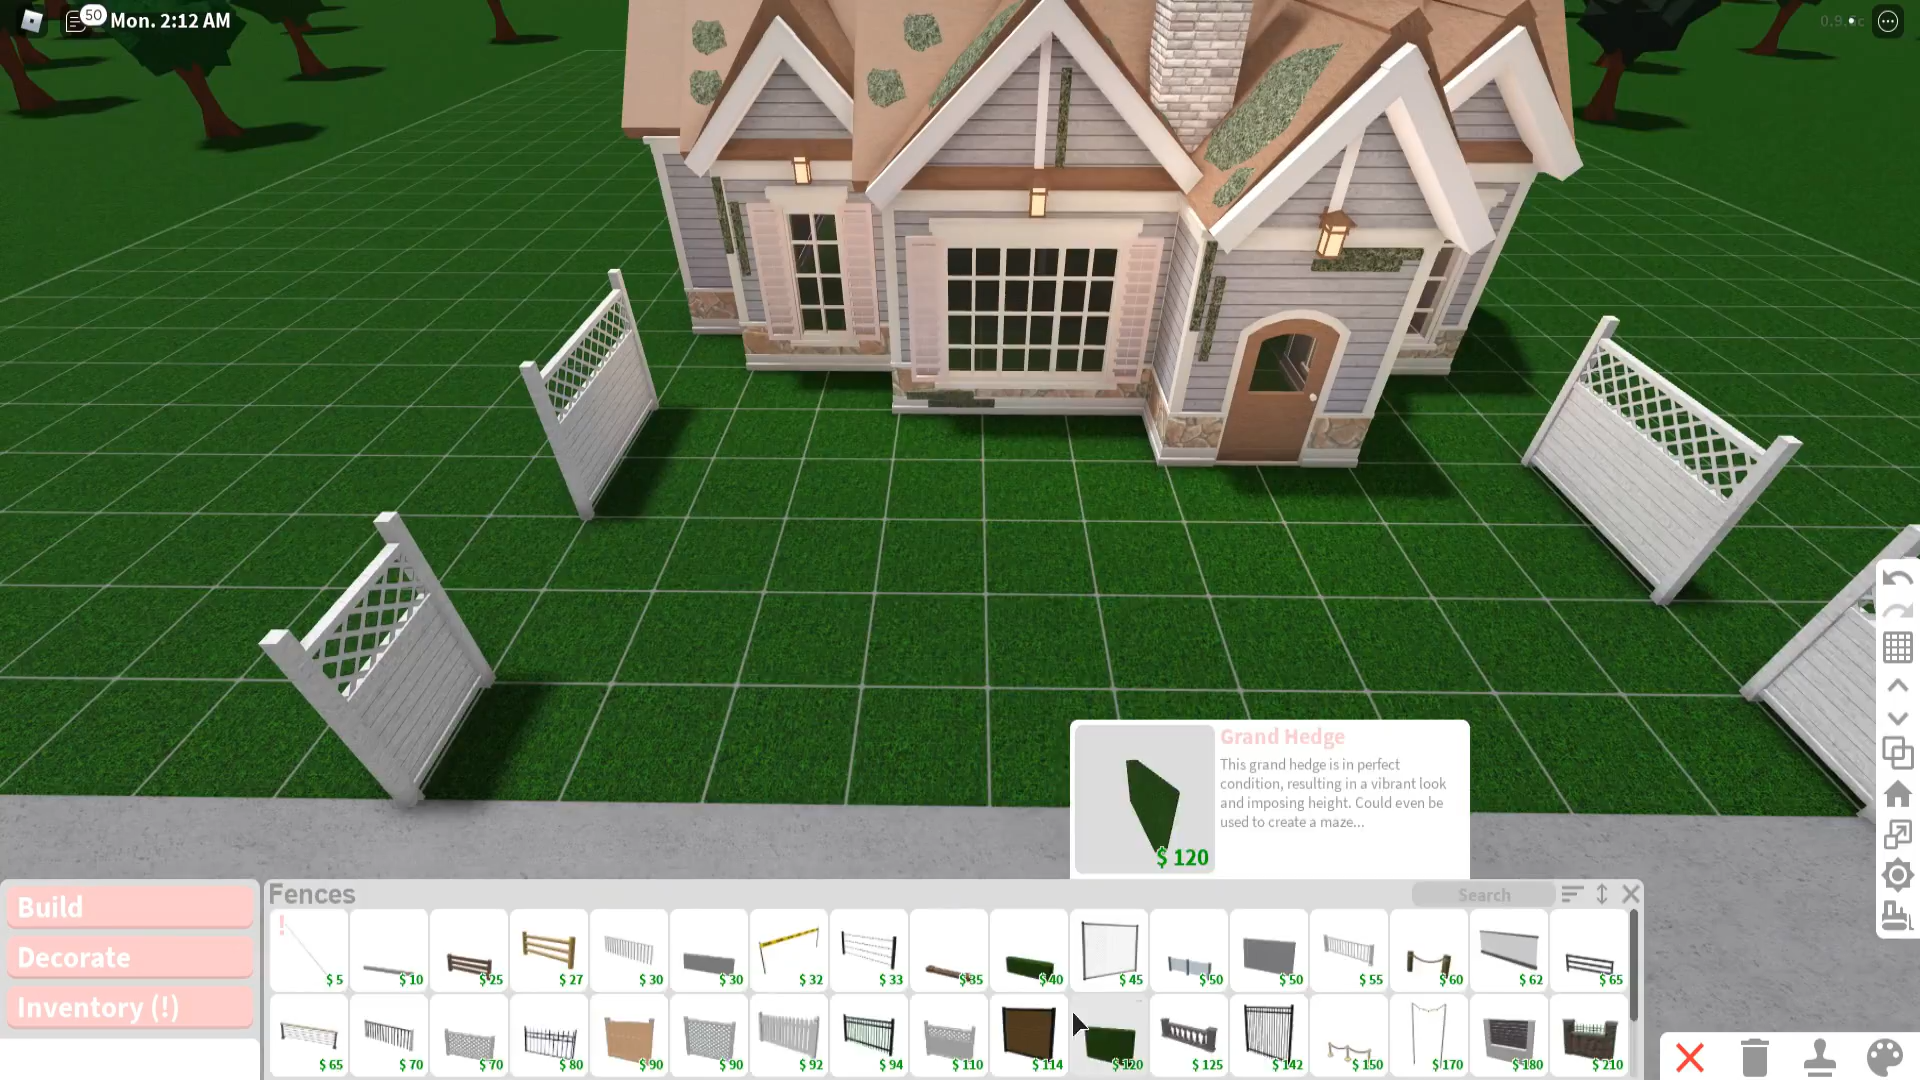 50 Mon. 2:12 AM
Grand Hedge
This grand hedge is in perfect
condition, resulting in a vibrant look
and imposing height. Could even be
used to create a maze...
$ 120
Build
Decorate
Inventory (!)
Fences
Search
! $ 5 $ 10 $ 25 $ 27 $ 30 $ 30 $ 32 $ 33 $ 35 $ 40 $ 45 $ 50 $ 50 $ 55 $ 60 $ 62 $ 65
$ 65 $ 70 $ 70 $ 80 $ 90 $ 90 $ 92 $ 94 $ 110 $ 114 $ 120 $ 125 $ 142 $ 150 $ 170 $ 180 $ 210